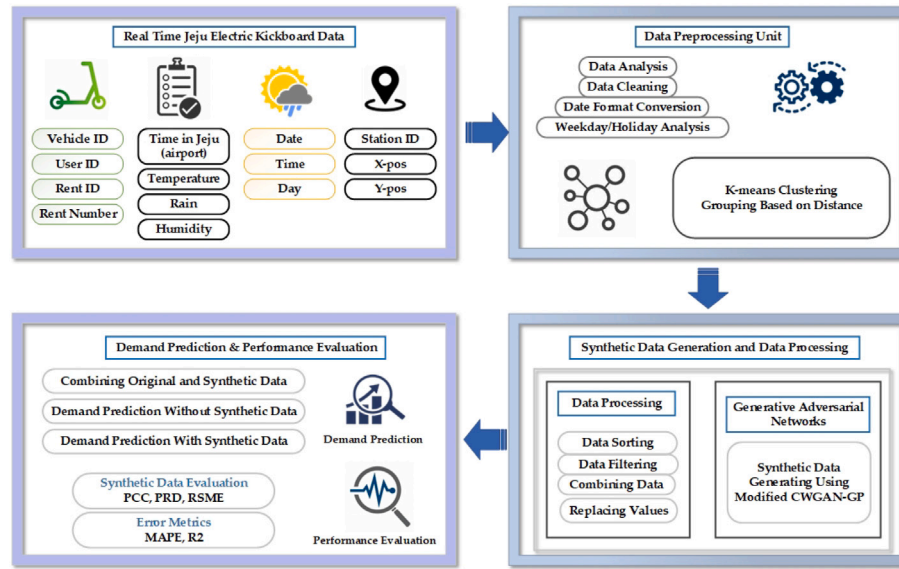 Real Time Jeju Electric Kickboard Data
Vehicle ID
User ID
Rent ID
Rent Number
Time in Jeju
(airport)
Temperature
Rain
Humidity
Date
Time
Day
Station ID
X-pos
Y-pos
Data Preprocessing Unit
Data Analysis
Data Cleaning
Date Format Conversion
Weekday/Holiday Analysis
K-means Clustering
Grouping Based on Distance
Synthetic Data Generation and Data Processing
Data Processing
Data Sorting
Data Filtering
Combining Data
Replacing Values
Generative Adversarial
Networks
Synthetic Data
Generating Using
Modified CWGAN-GP
Demand Prediction & Performance Evaluation
Combining Original and Synthetic Data
Demand Prediction Without Synthetic Data
Demand Prediction With Synthetic Data
Demand Prediction
Synthetic Data Evaluation
PCC, PRD, RSME
Error Metrics
MAPE, R2
Performance Evaluation